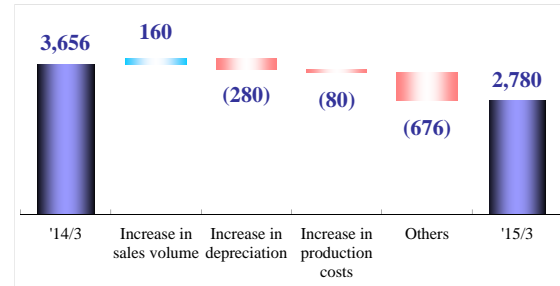 3,656
160
(280)
(80)
(676)
2,780
'14/3
Increase in
sales volume
Increase in
depreciation
Increase in
production
costs
Others
'15/3